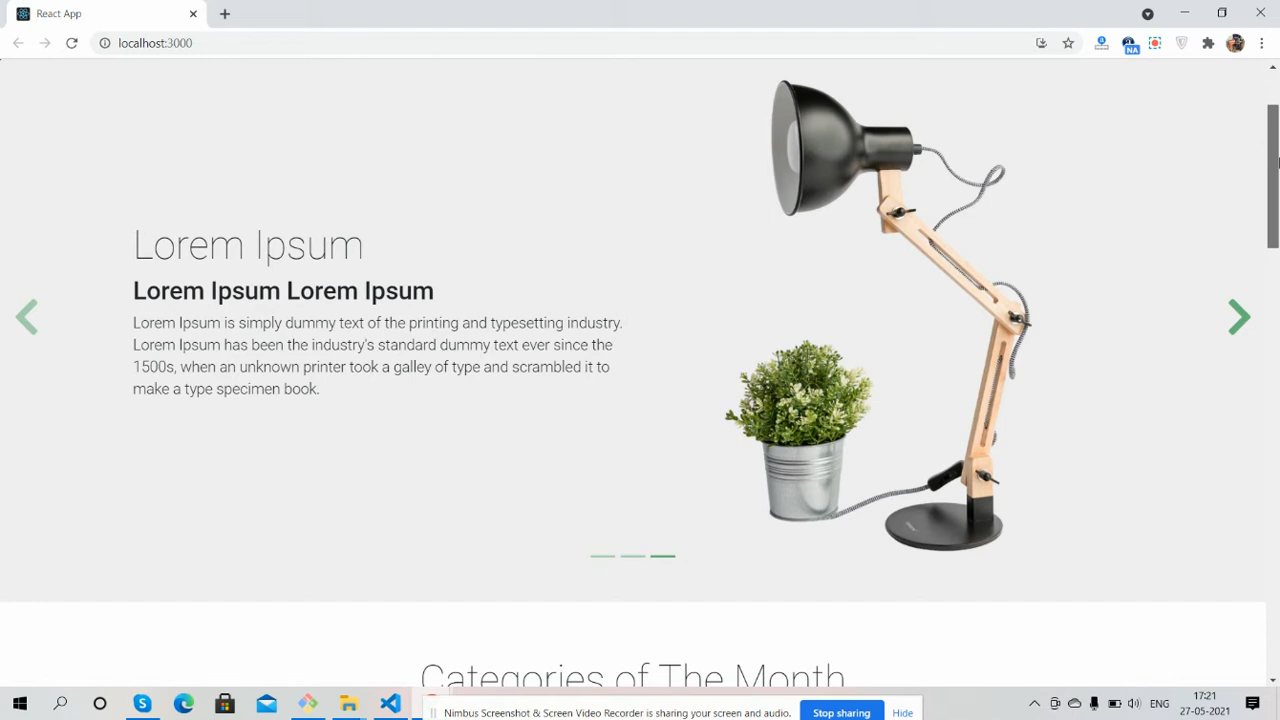 React App
localhost:3000
NA
Lorem Ipsum
Lorem Ipsum Lorem Ipsum
Lorem Ipsum is simply dummy text of the printing and typesetting industry.
Lorem Ipsum has been the industry's standard dummy text ever since the
1500s, when an unknown printer took a galley of type and scrambled it to
make a type specimen book.
Categories of The Month
Nimbus Screenshot & Screen Video Recorder is sharing your screen and audio.
Stop sharing
Hide
ENG
17:21
27-05-2021